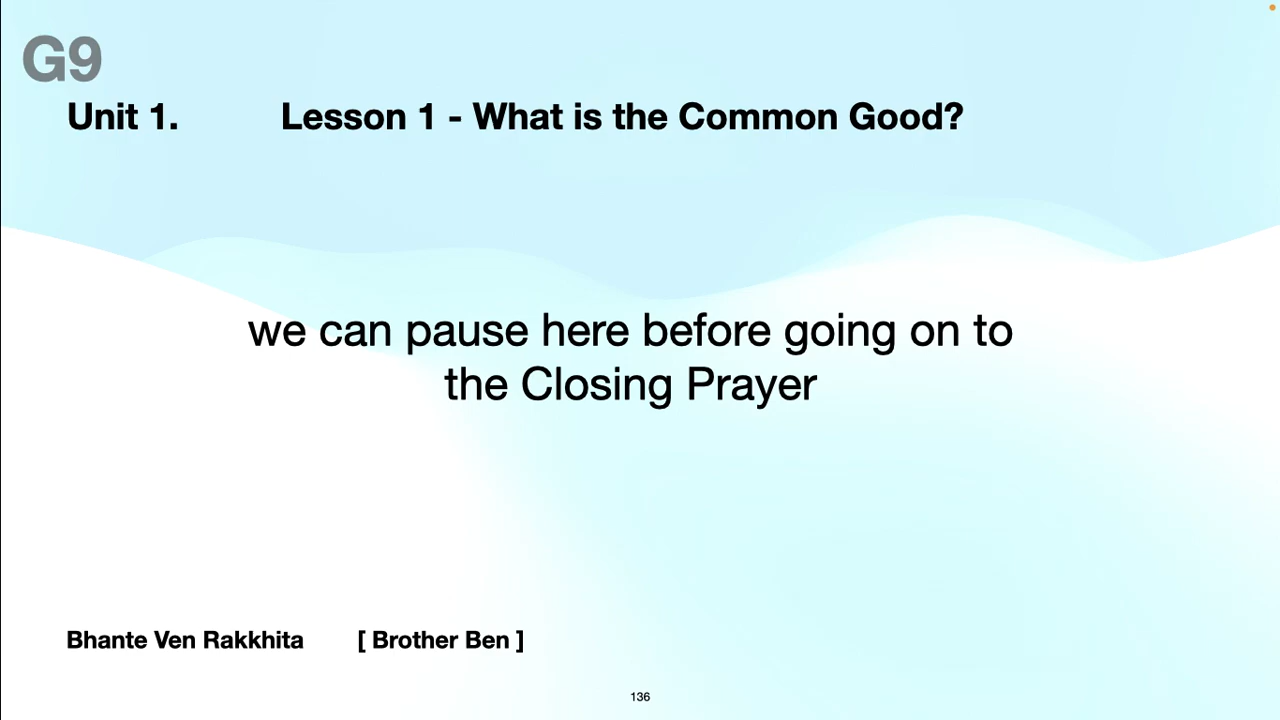 G9
Unit 1. Lesson 1 - What is the Common Good?
we can pause here before going on to
the Closing Prayer
Bhante Ven Rakkhita [ Brother Ben ]
136